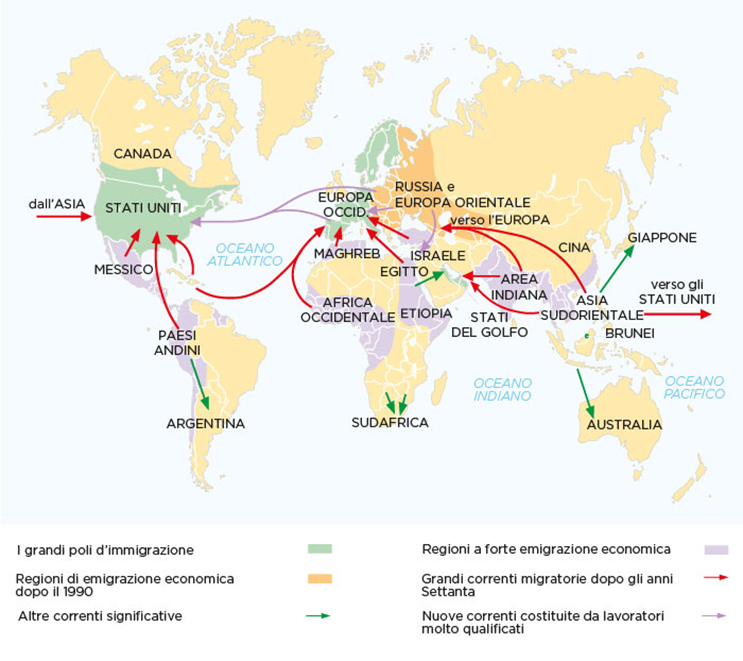 CANADA
dall'ASIA
STATI UNITI
MESSICO
OCEANO
ATLANTICO
PAESI
ANDINI
ARGENTINA
EUROPA
OCCID.
RUSSIA e
EUROPA ORIENTALE
verso l'EUROPA
MAGHREB
ISRAELE
EGITTO
CINA
GIAPPONE
AFRICA
OCCIDENTALE
ETIOPIA
AREA
INDIANA
STATI
DEL GOLFO
ASIA
SUDORIENTALE
verso gli
STATI UNITI
e
BRUNEI
OCEANO
INDIANO
OCEANO
PACIFICO
SUDAFRICA
AUSTRALIA
I grandi poli d'immigrazione
Regioni di emigrazione economica
dopo il 1990
Altre correnti significative
Regioni a forte emigrazione economica
Grandi correnti migratorie dopo gli anni
Settanta
Nuove correnti costituite da lavoratori
molto qualificati